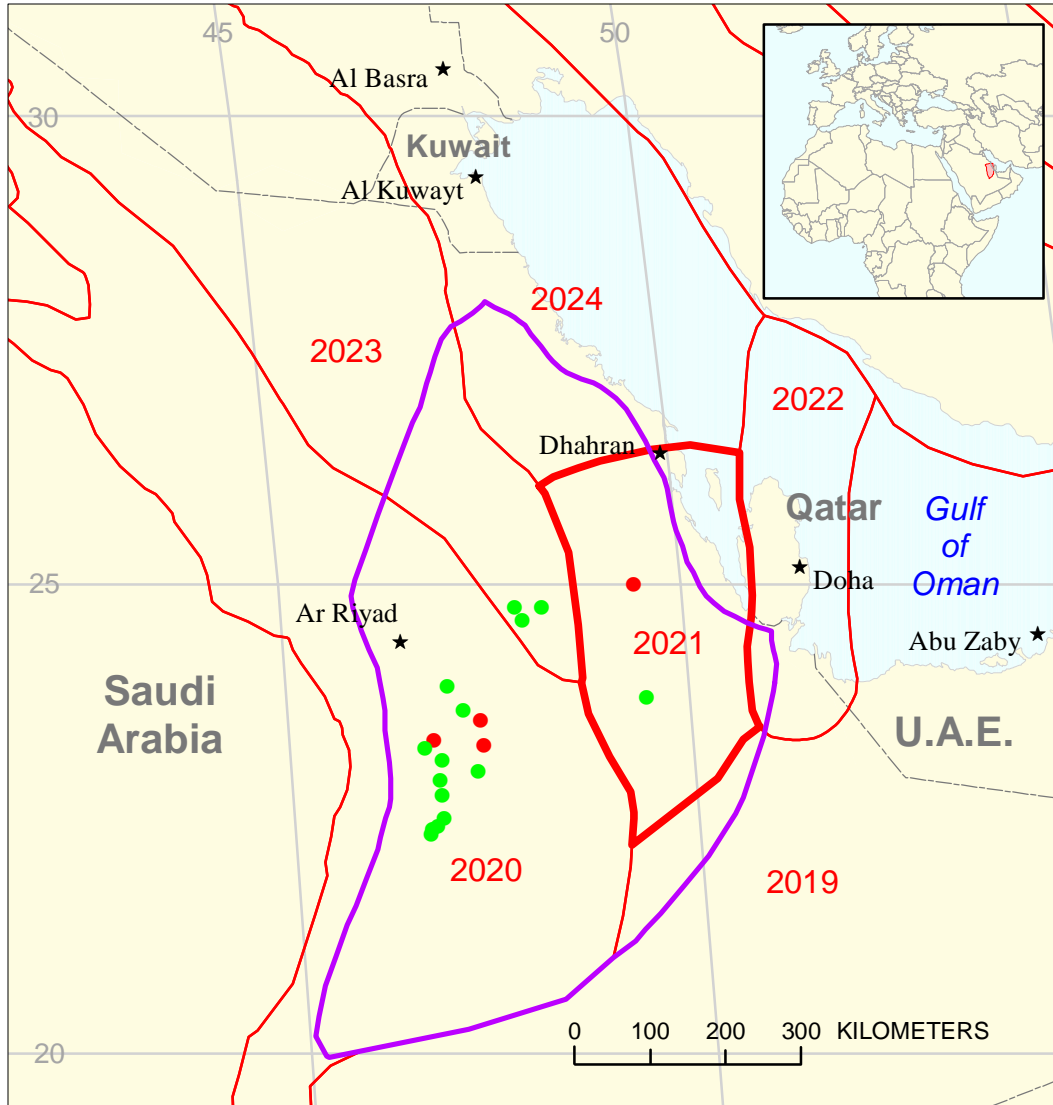 45
50
Al Basra
30
Kuwait
Al Kuwayt
2024
2023
2022
Dhahran
Qatar
Gulf
of
Oman
25
Doha
Ar Riyad
2021
Abu Zaby
Saudi
Arabia
U.A.E.
2020
2019
0 100 200 300 KILOMETERS
20